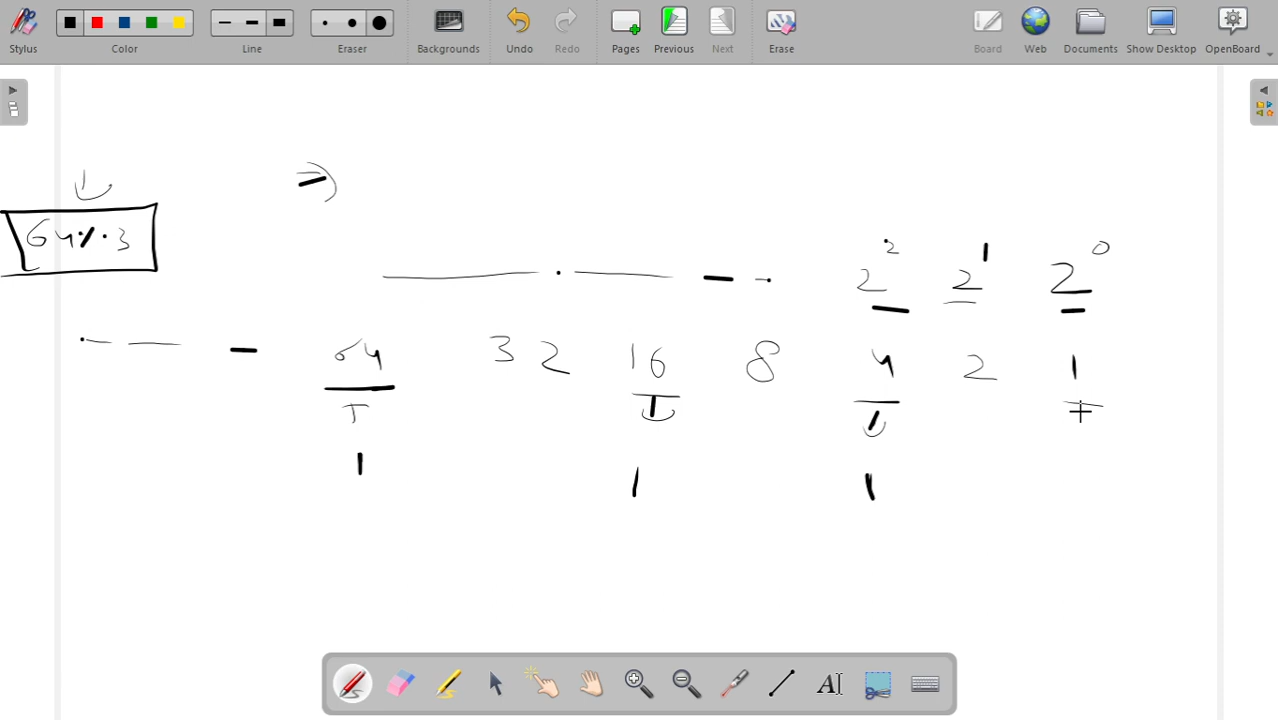 Stylus Color Line Eraser Backgrounds Undo Redo Pages Previous Next Erase Board Web Documents Show Desktop OpenBoard
64 % 3
2² 2¹ 2⁰
64 32 16 8 4 2 1
1 1 1